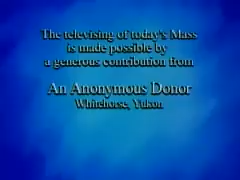 The televising of today's Mass
is made possible by
a generous contribution from
An Anonymous Donor
Whitehorse, Yukon